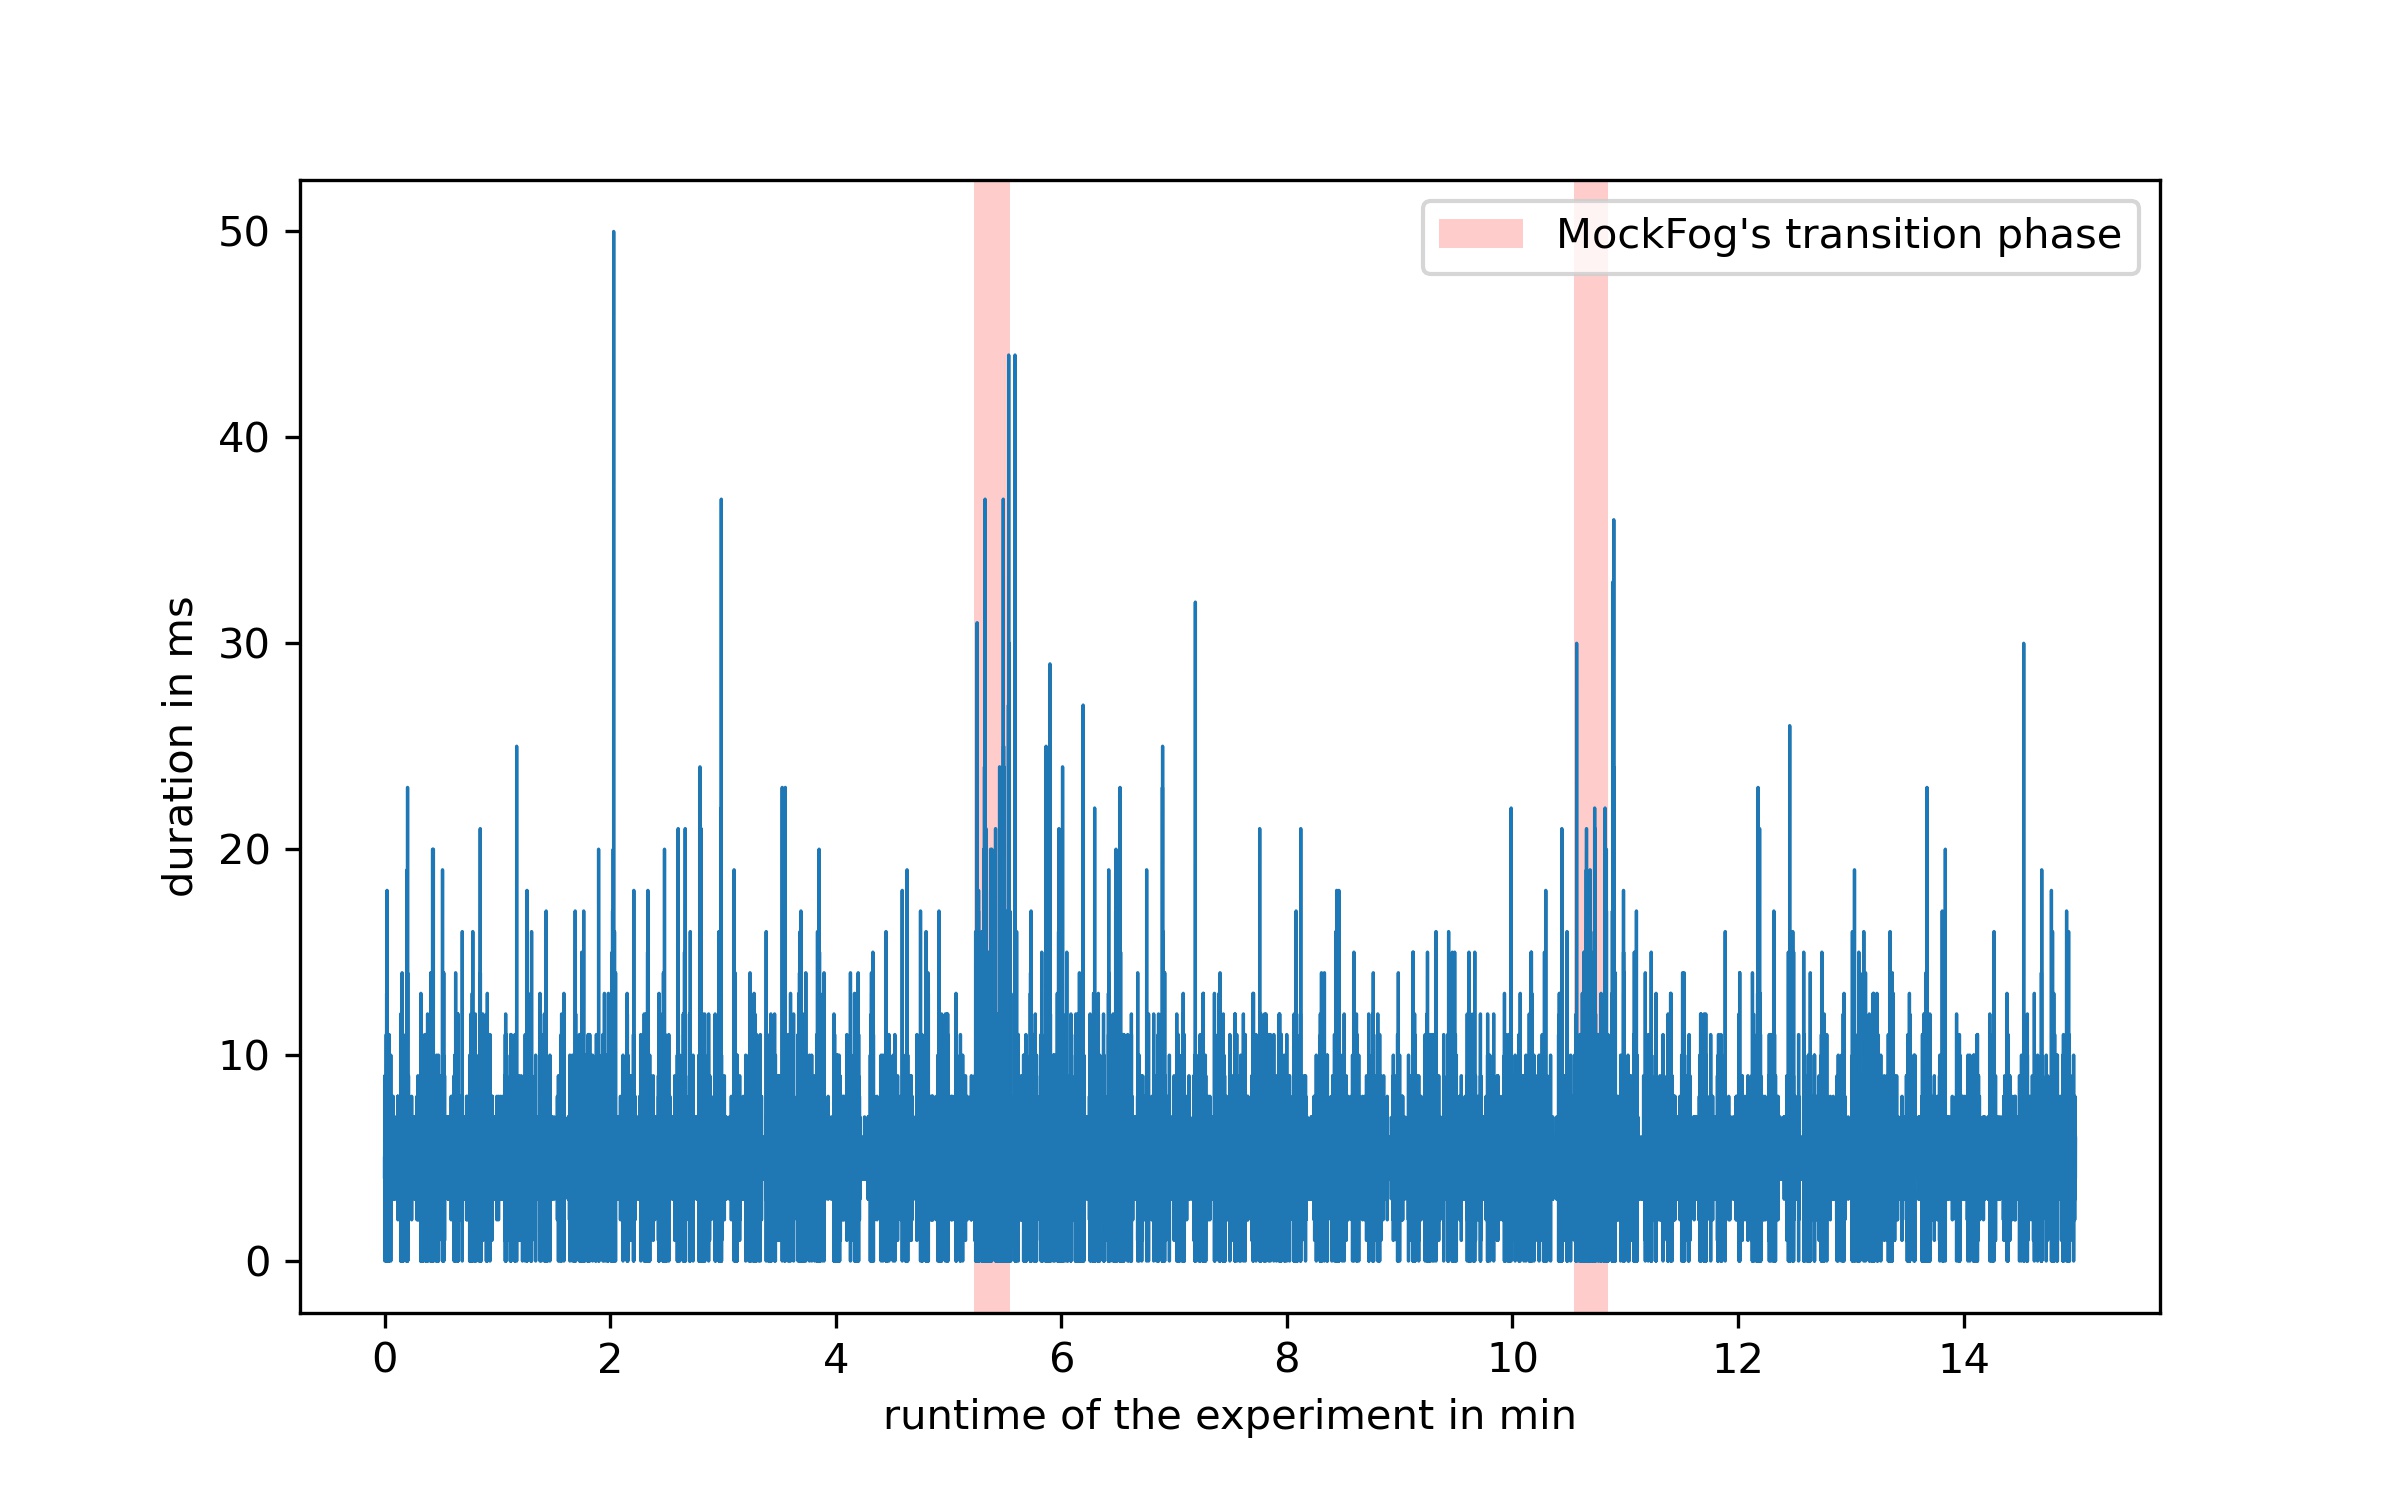 MockFog's transition phase
50
40
30
20
10
0
duration in ms
0 2 4 6 8 10 12 14
runtime of the experiment in min